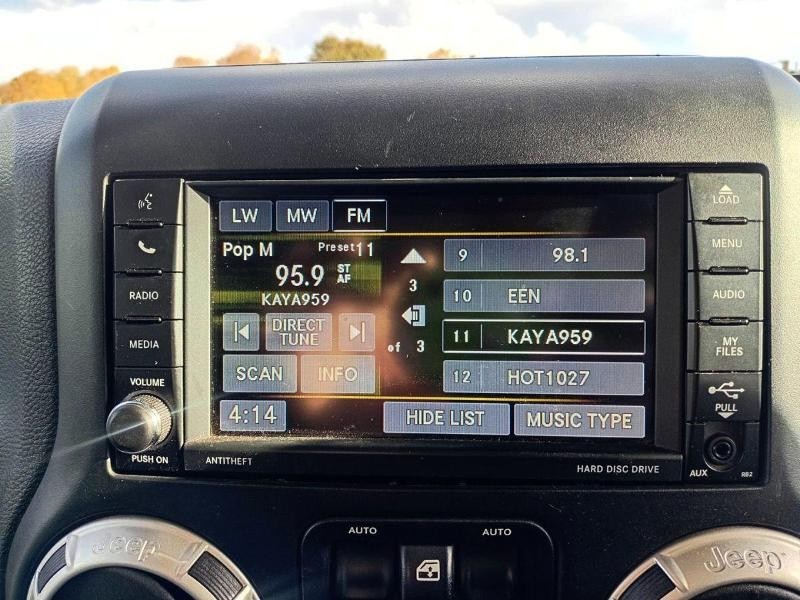 LW MW FM
Pop M Preset11
95.9 ST AF
KAYA959
DIRECT TUNE
SCAN INFO
4:14
3
of 3
9 98.1
10 EEN
11 KAYA959
12 HOT1027
HIDE LIST MUSIC TYPE
RADIO
MEDIA
VOLUME
PUSH ON
ANTITHEFT
HARD DISC DRIVE
LOAD
MENU
AUDIO
MY FILES
PULL
AUX
RB2
AUTO AUTO
Jeep
Jeep